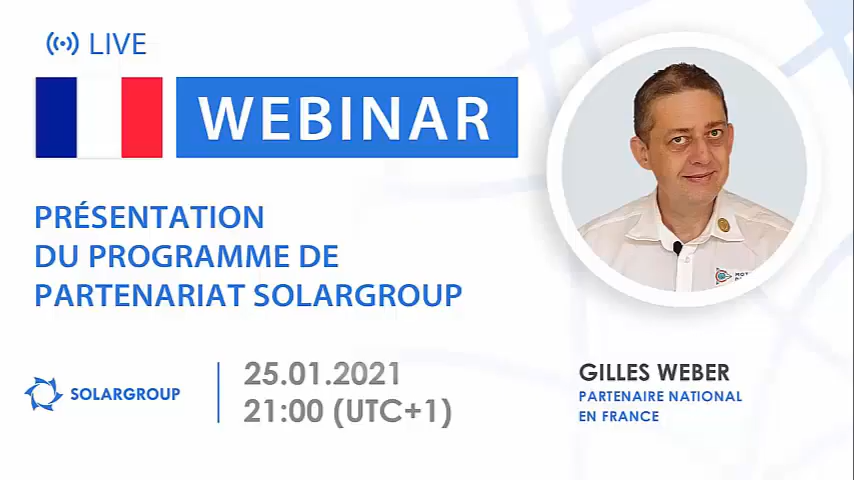 LIVE
WEBINAR
PRÉSENTATION
DU PROGRAMME DE
PARTENARIAT SOLARGROUP
SOLARGROUP
25.01.2021
21:00 (UTC+1)
GILLES WEBER
PARTENAIRE NATIONAL
EN FRANCE